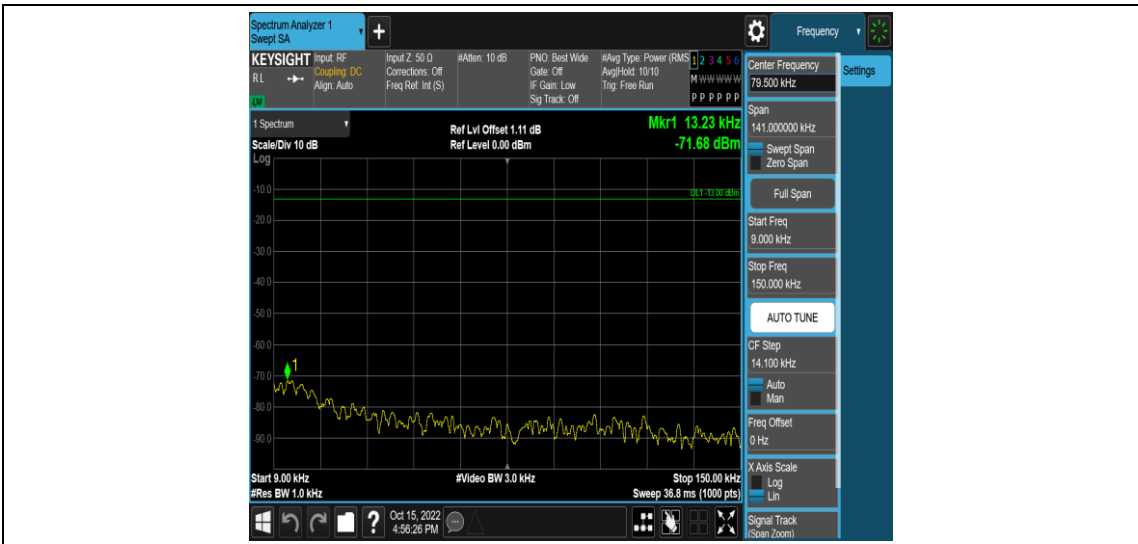 Spectrum Analyzer 1
Swept SA
Frequency
KEYSIGHT
RL
LXI
Input: RF
Coupling: DC
Align: Auto
Input Z: 50 Ω
Corrections: Off
Freq Ref: Int (S)
#Atten: 10 dB
PNO: Best Wide
Gate: Off
IF Gain: Low
Sig Track: Off
#Avg Type: Power (RMS
Avg|Hold: 10/10
Trig: Free Run
1 2 3 4 5 6
M W W W W W
P P P P P P
1 Spectrum
Scale/Div 10 dB
Log
Ref Lvl Offset 1.11 dB
Ref Level 0.00 dBm
Mkr1 13.23 kHz
-71.68 dBm
DL1 -13.00 dBm
-10.0
-20.0
-30.0
-40.0
-50.0
-60.0
-70.0
-80.0
-90.0
1
Start 9.00 kHz
#Res BW 1.0 kHz
#Video BW 3.0 kHz
Stop 150.00 kHz
Sweep 36.8 ms (1000 pts)
Oct 15, 2022
4:56:26 PM
Center Frequency
79.500 kHz
Settings
Span
141.000000 kHz
Swept Span
Zero Span
Full Span
Start Freq
9.000 kHz
Stop Freq
150.000 kHz
AUTO TUNE
CF Step
14.100 kHz
Auto
Man
Freq Offset
0 Hz
X Axis Scale
Log
Lin
Signal Track
(Span Zoom)